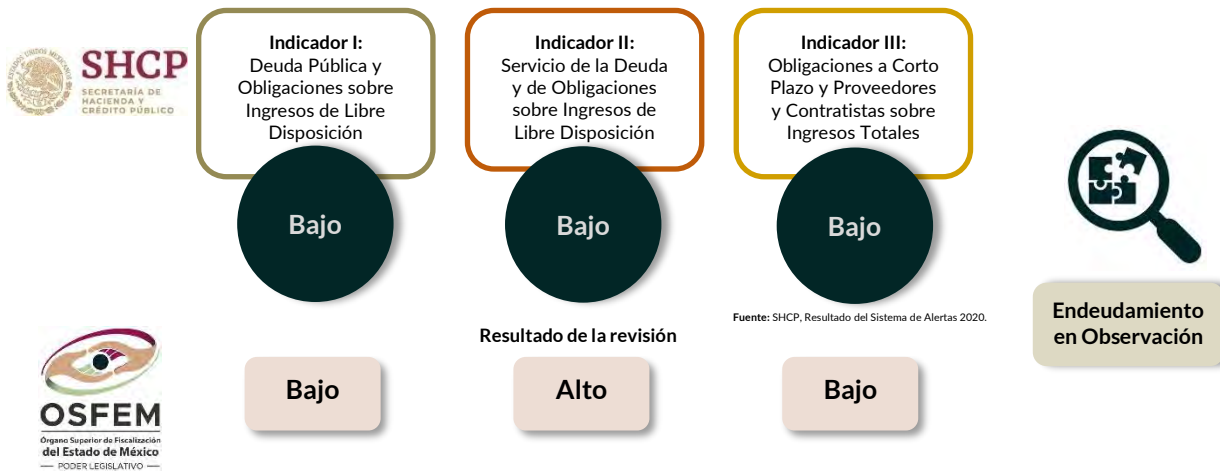 SHCP
SECRETARÍA DE
HACIENDA Y
CRÉDITO PÚBLICO
Indicador I:
Deuda Pública y
Obligaciones sobre
Ingresos de Libre
Disposición
Indicador II:
Servicio de la Deuda
y de Obligaciones
sobre Ingresos de
Libre Disposición
Indicador III:
Obligaciones a Corto
Plazo y Proveedores
y Contratistas sobre
Ingresos Totales
Bajo
Bajo
Bajo
Fuente: SHCP, Resultado del Sistema de Alertas 2020.
Endeudamiento
en Observación
Resultado de la revisión
OSFEM
Órgano Superior de Fiscalización
del Estado de México
PODER LEGISLATIVO
Bajo
Alto
Bajo